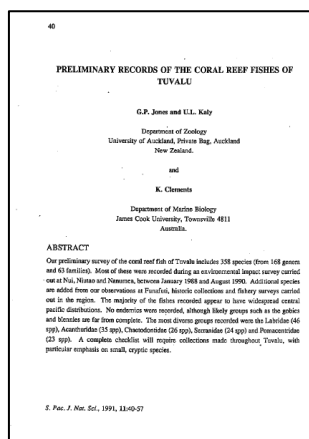 40
PRELIMINARY RECORDS OF THE CORAL REEF FISHES OF
TUVALU
G.P. Jones and U.L. Kaly
Department of Zoology
University of Auckland, Private Bag, Auckland
New Zealand.
and
K. Clements
Department of Marine Biology
James Cook University, Townsville 4811
Australia.
ABSTRACT
Our preliminary survey of the coral reef fish of Tuvalu includes 358 species (from 168 genera
and 63 families). Most of these were recorded during an environmental impact survey carried
out at Nui, Niutao and Nanumea, between January 1988 and August 1990. Additional species
are added from our observations at Funafuti, historic collections and fishery surveys carried
out in the region. The majority of the fishes recorded appear to have widespread central
pacific distributions. No endemics were recorded, although likely groups such as the gobies
and blennies are far from complete. The most diverse groups recorded were the Labridae (46
spp), Acanthuridae (35 spp), Chaetodontidae (26 spp), Serranidae (24 spp) and Pomacentridae
(23 spp). A complete checklist will require collections made throughout Tuvalu, with
particular emphasis on small, cryptic species.
S. Pac. J. Nat. Sci., 1991, 11:40-57